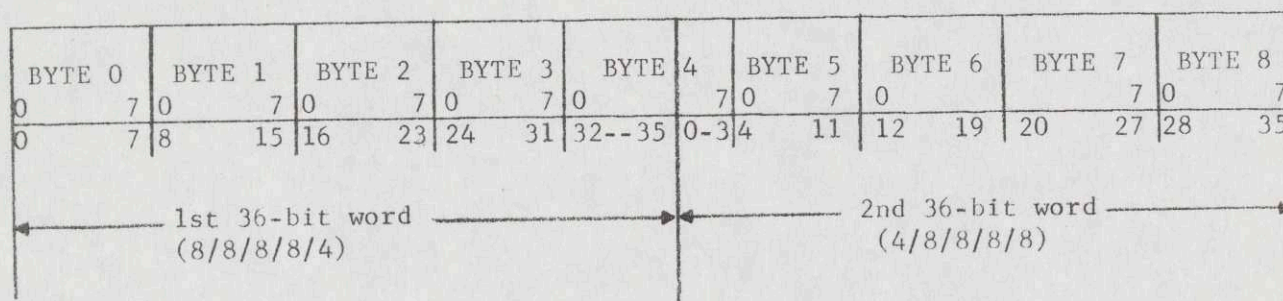 BYTE 0 BYTE 1 BYTE 2 BYTE 3 BYTE 4 BYTE 5 BYTE 6 BYTE 7 BYTE 8
0 7 0 7 0 7 0 7 0 7 0 7 0 7 0 7
0 7 8 15 16 23 24 31 32--35 0-3 4 11 12 19 20 27 28 35
1st 36-bit word 2nd 36-bit word
(8/8/8/8/4) (4/8/8/8/8)